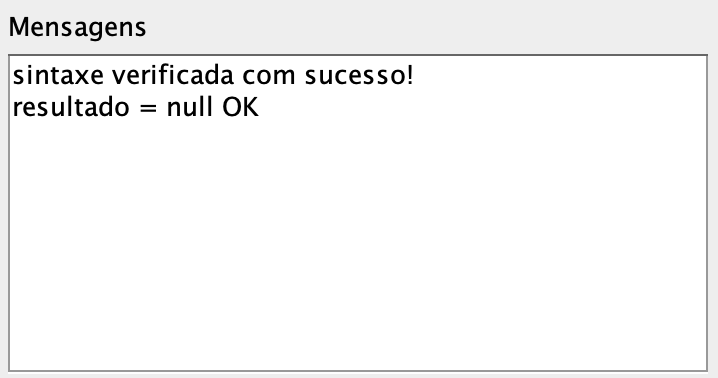 Mensagens
sintaxe verificada com sucesso!
resultado = null OK